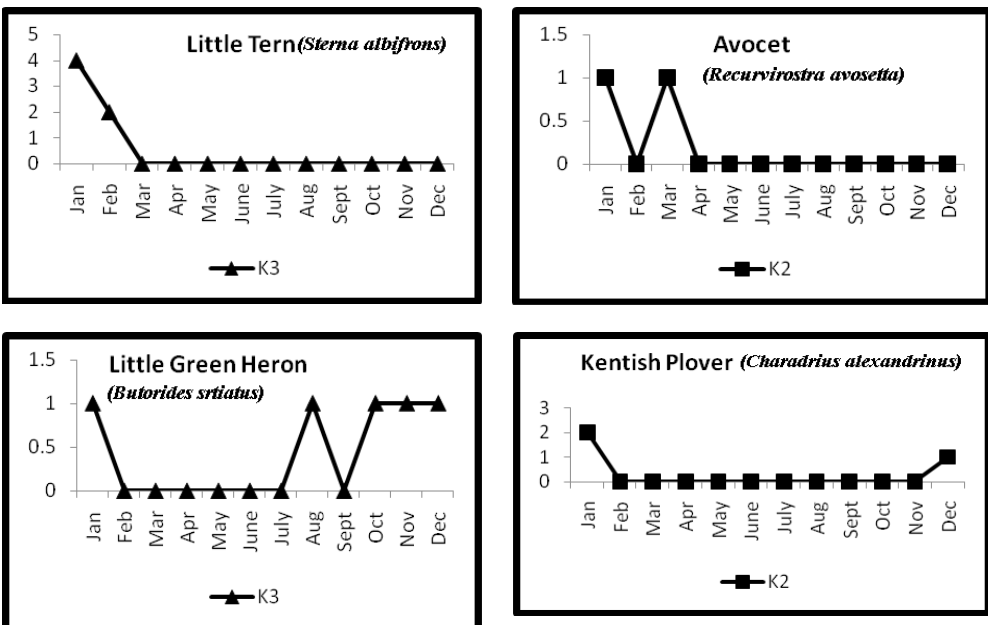 Little Tern(Sterna albifrons)
5
4
3
2
1
0
Jan Feb Mar Apr May June July Aug Sept Oct Nov Dec
K3
Avocet
(Recurvirostra avosetta)
1.5
1
0.5
0
Jan Feb Mar Apr May June July Aug Sept Oct Nov Dec
K2
Little Green Heron
(Butorides srtiatus)
1.5
1
0.5
0
Jan Feb Mar Apr May June July Aug Sept Oct Nov Dec
K3
Kentish Plover (Charadrius alexandrinus)
3
2
1
0
Jan Feb Mar Apr May June July Aug Sept Oct Nov Dec
K2